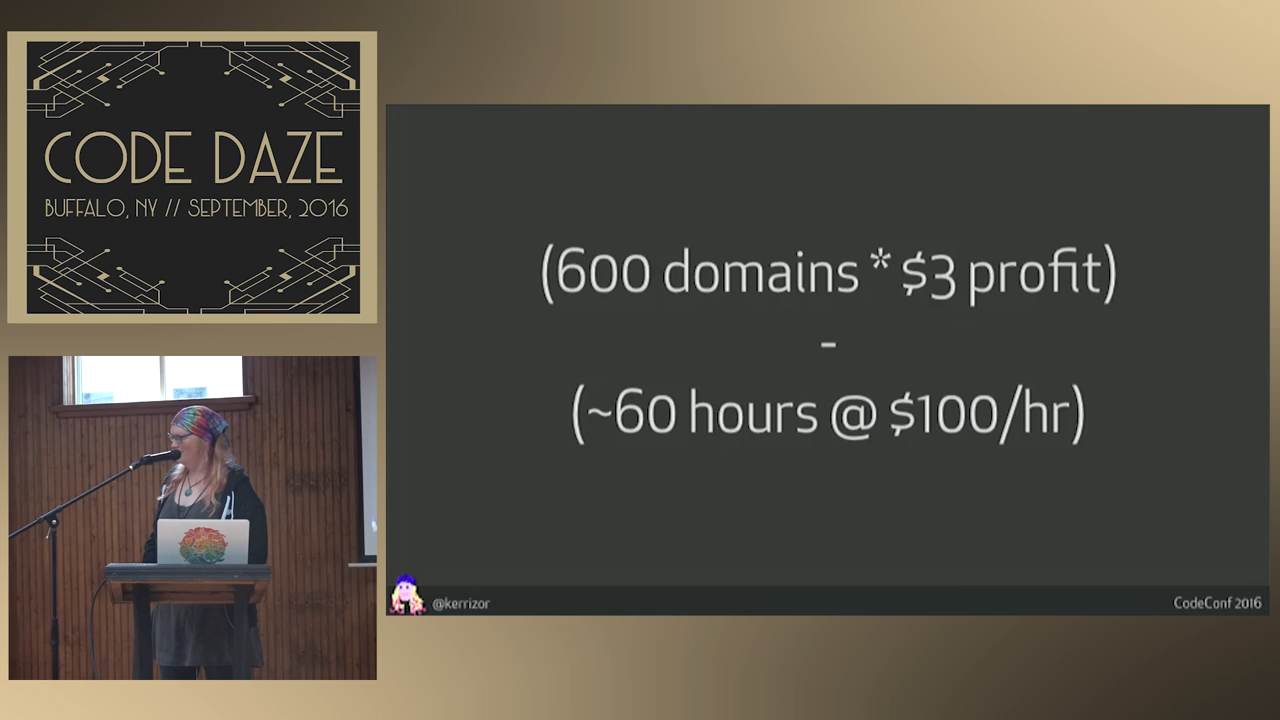 CODE DAZE
BUFFALO, NY // SEPTEMBER, 2016
(600 domains * $3 profit)
-
(~60 hours @ $100/hr)
@kerrizor
CodeConf 2016